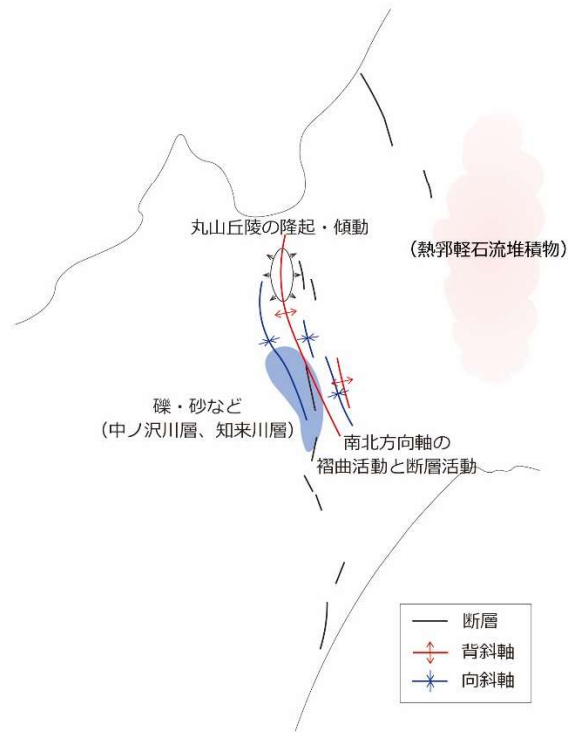 丸山丘陵の隆起・傾動
（熱郛軽石流堆積物）
礫・砂など
（中ノ沢川層、知来川層）
南北方向軸の
褶曲活動と断層活動
断層
背斜軸
向斜軸